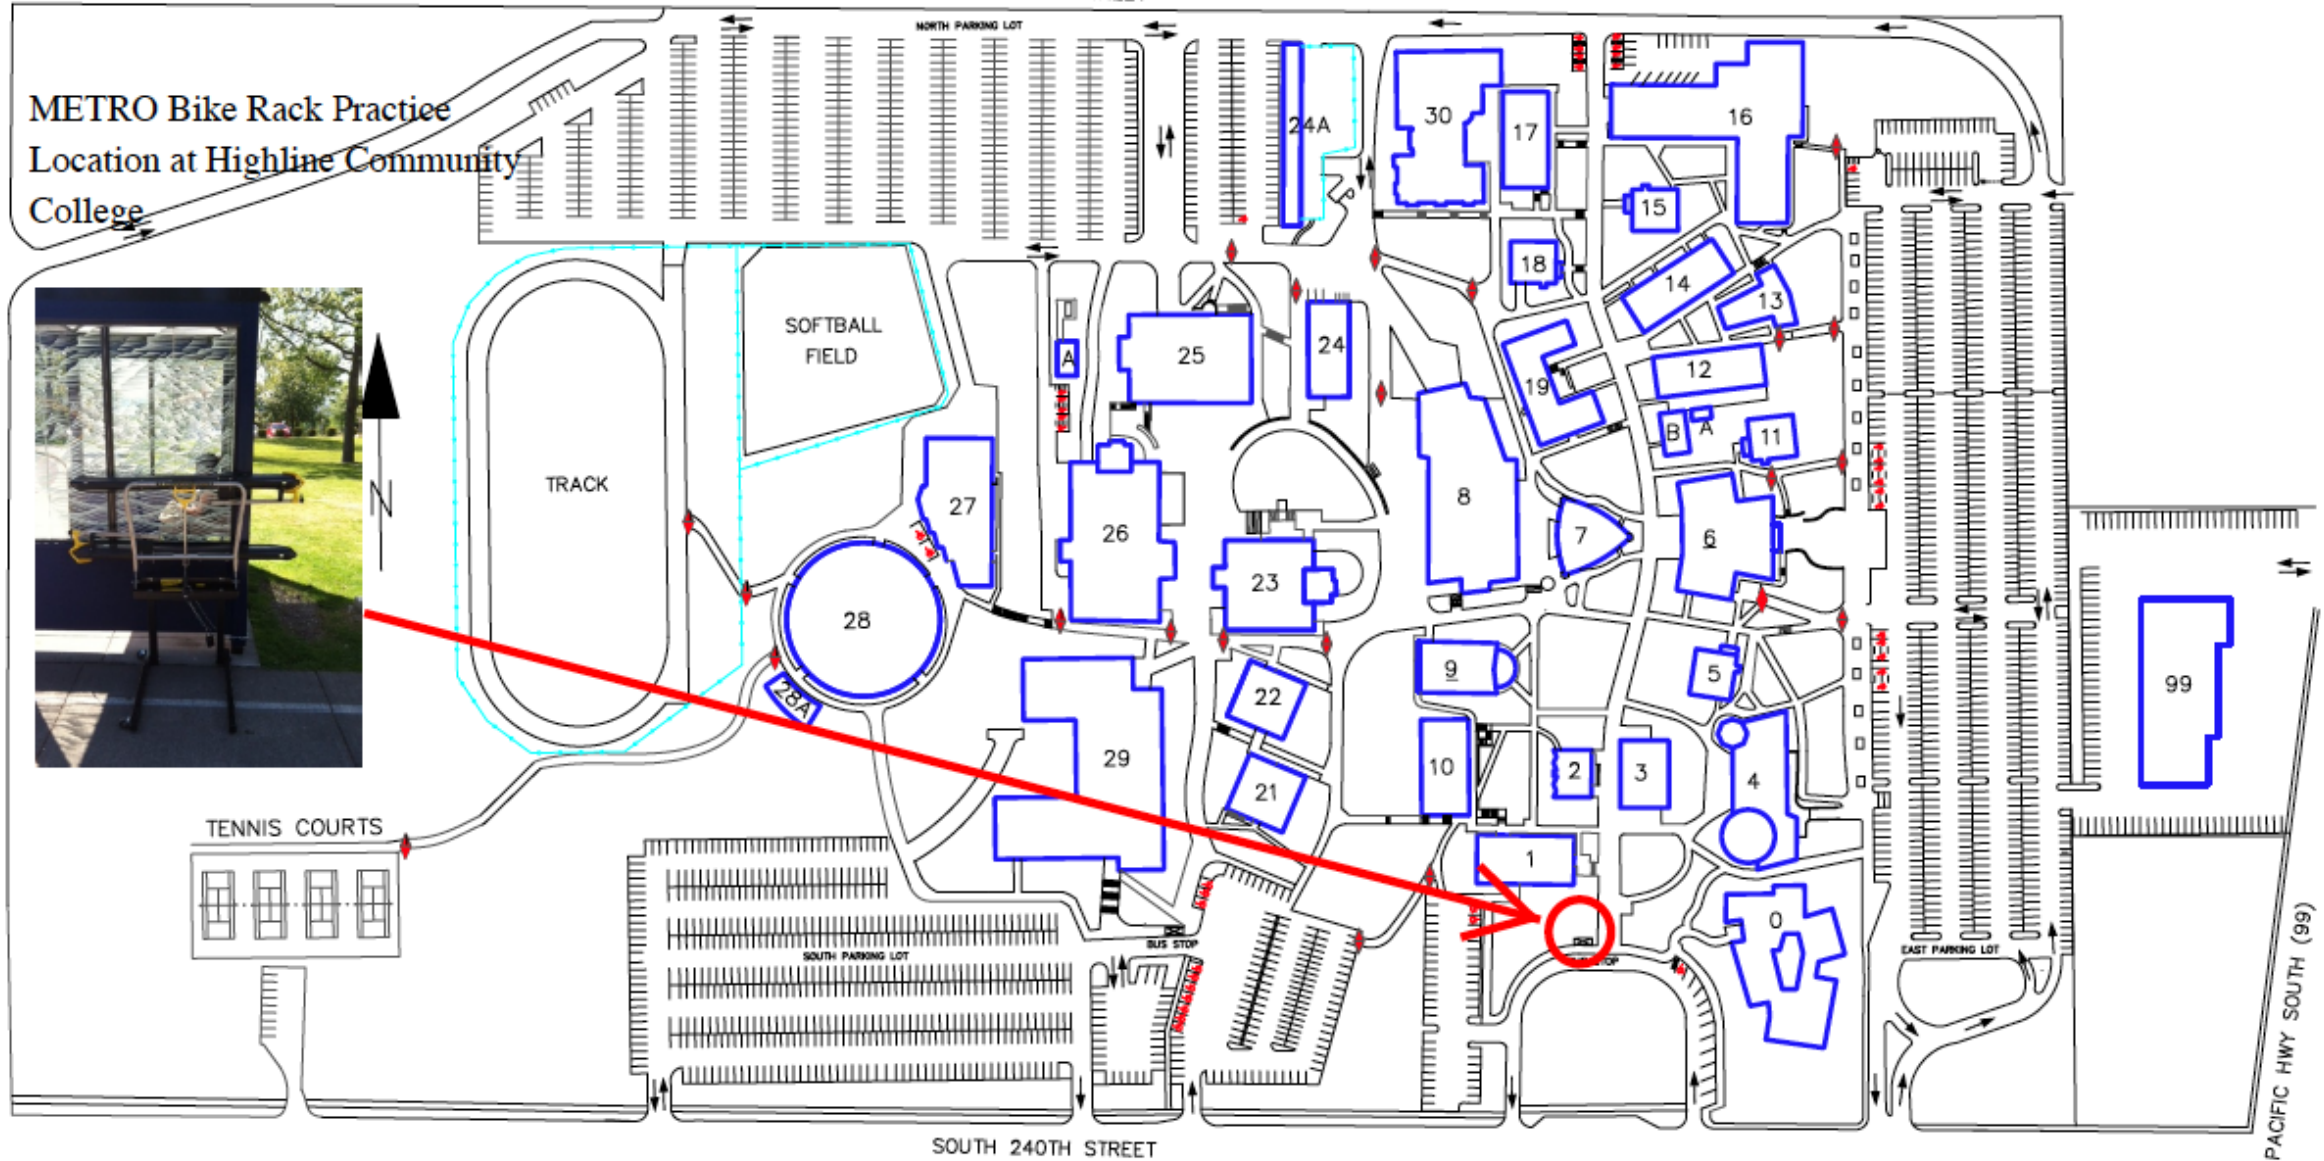 NORTH PARKING LOT
METRO Bike Rack Practice
Location at Highline Community
College
24A
30
17
16
15
18
14
13
SOFTBALL
FIELD
A
25
24
19
12
B
A
11
N
TRACK
27
26
8
7
6
23
28
28A
22
9
5
99
29
21
10
2
3
4
TENNIS COURTS
1
0
BUS STOP
SOUTH PARKING LOT
EAST PARKING LOT
SOUTH 240TH STREET
PACIFIC HWY SOUTH (99)